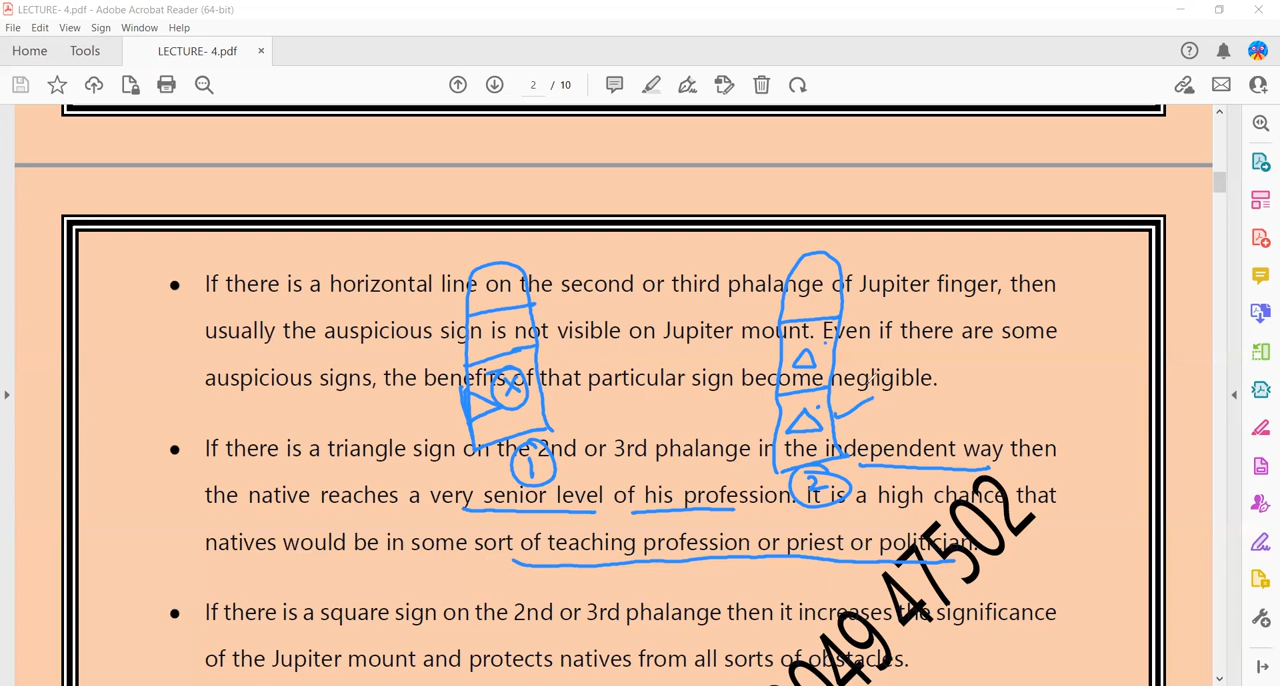 LECTURE- 4.pdf - Adobe Acrobat Reader (64-bit)
File Edit View Sign Window Help
Home Tools LECTURE- 4.pdf ×
2 / 10
• If there is a horizontal line on the second or third phalange of Jupiter finger, then
usually the auspicious sign is not visible on Jupiter mount. Even if there are some
auspicious signs, the benefits of that particular sign become negligible.
• If there is a triangle sign on the 2nd or 3rd phalange in the independent way then
the native reaches a very senior level of his profession. It is a high chance that
natives would be in some sort of teaching profession or priest or politician.
• If there is a square sign on the 2nd or 3rd phalange then it increases the significance
of the Jupiter mount and protects natives from all sorts of obstacles.
X
1
2
049 47502